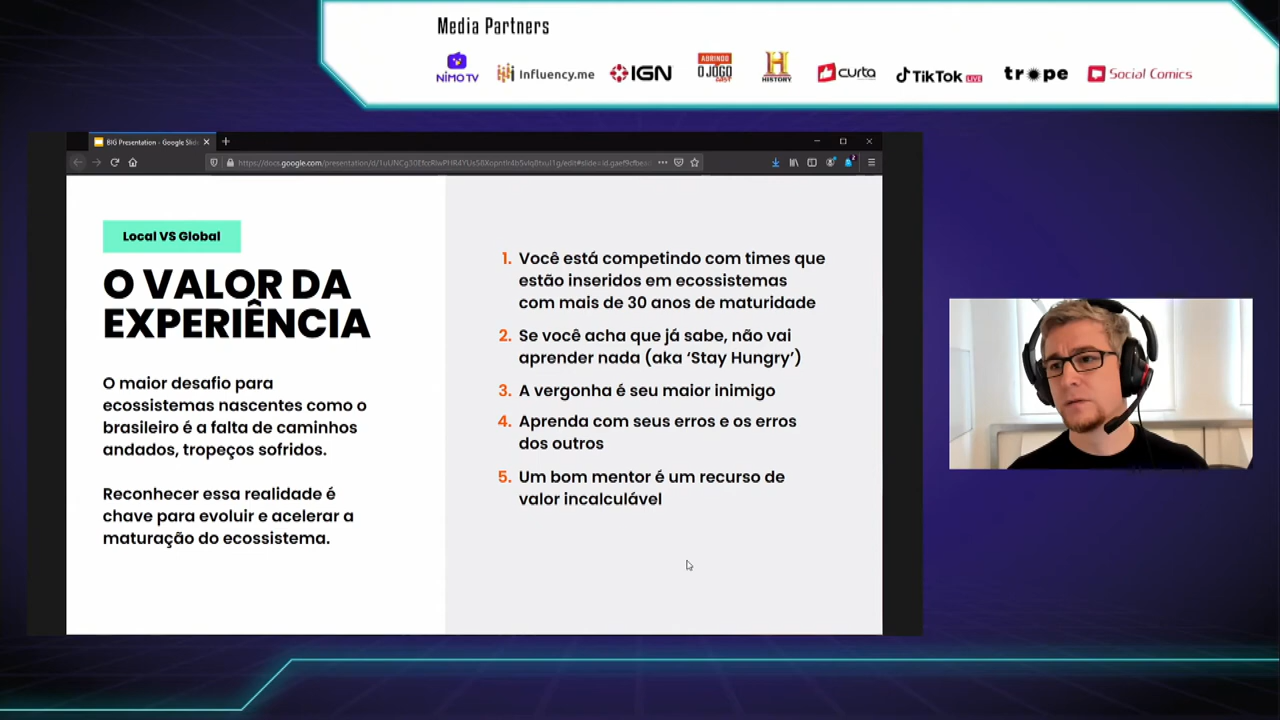 Media Partners
NIMO TV
Influency.me
IGN
ABRINDO
O JOGO
CAST
HISTORY
curta
TikTok LIVE
trope
Social Comics
BIG Presentation - Google Slid
Local VS Global
O VALOR DA
EXPERIÊNCIA
O maior desafio para
ecossistemas nascentes como o
brasileiro é a falta de caminhos
andados, tropeços sofridos.
Reconhecer essa realidade é
chave para evoluir e acelerar a
maturação do ecossistema.
1. Você está competindo com times que
estão inseridos em ecossistemas
com mais de 30 anos de maturidade
2. Se você acha que já sabe, não vai
aprender nada (aka ‘Stay Hungry’)
3. A vergonha é seu maior inimigo
4. Aprenda com seus erros e os erros
dos outros
5. Um bom mentor é um recurso de
valor incalculável